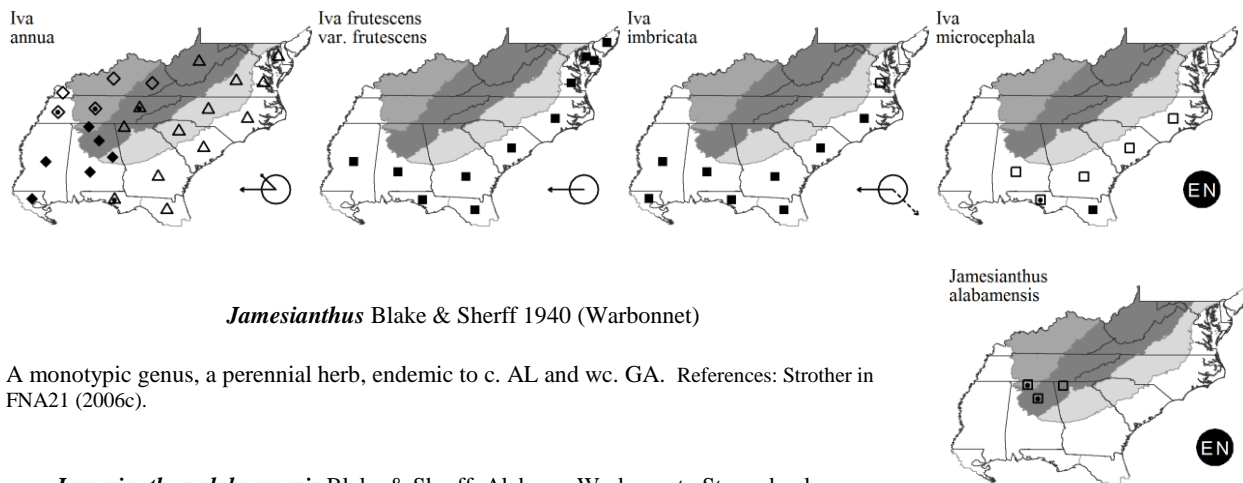 Iva
annua
Iva frutescens
var. frutescens
Iva
imbricata
Iva
microcephala
EN
Jamesianthus Blake & Sherff 1940 (Warbonnet)
Jamesianthus
alabamensis
A monotypic genus, a perennial herb, endemic to c. AL and wc. GA. References: Strother in
FNA21 (2006c).
EN